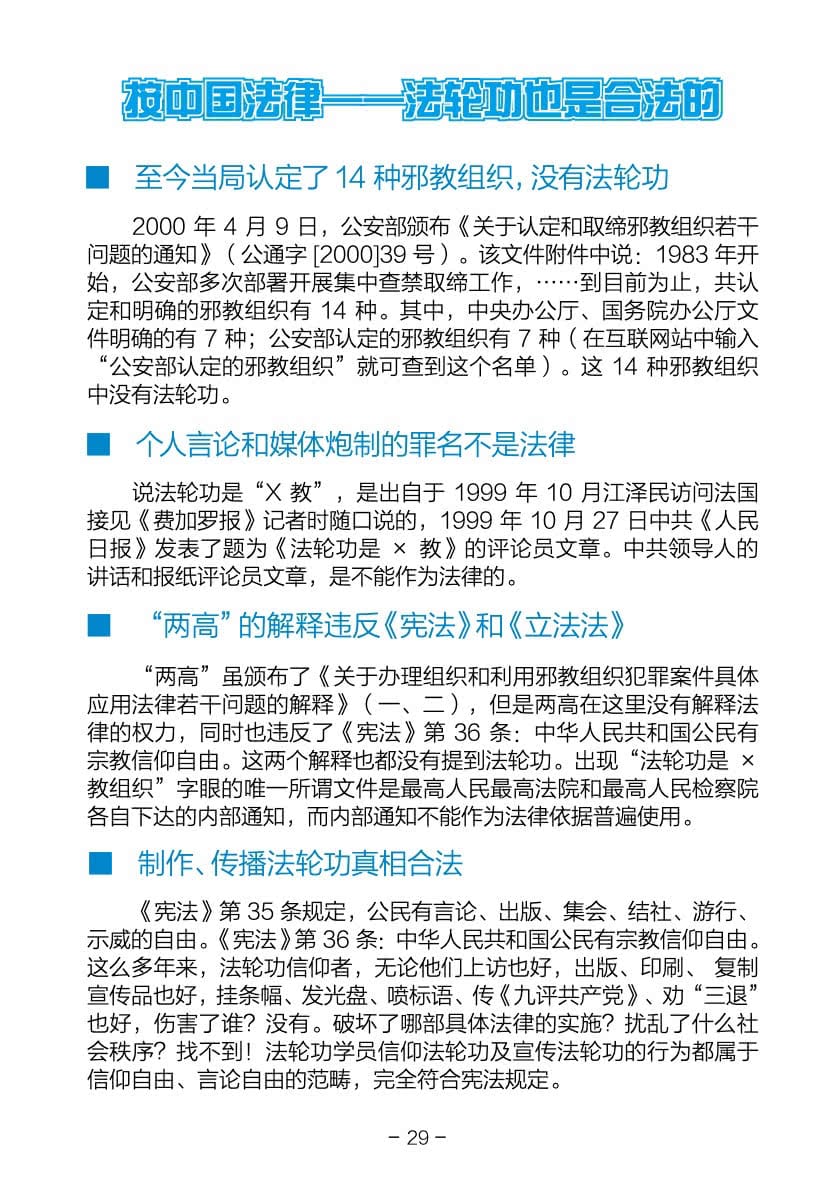 按中国法律——法轮功也是合法的
■ 至今当局认定了 14 种邪教组织，没有法轮功
2000 年 4 月 9 日，公安部颁布《关于认定和取缔邪教组织若干
问题的通知》（公通字 [2000]39 号）。该文件附件中说：1983 年开
始，公安部多次部署开展集中查禁取缔工作，……到目前为止，共认
定和明确的邪教组织有 14 种。其中，中央办公厅、国务院办公厅文
件明确的有 7 种；公安部认定的邪教组织有 7 种（在互联网站中输入
“公安部认定的邪教组织”就可查到这个名单）。这 14 种邪教组织
中没有法轮功。
■ 个人言论和媒体炮制的罪名不是法律
说法轮功是“X 教”，是出自于 1999 年 10 月江泽民访问法国
接见《费加罗报》记者时随口说的，1999 年 10 月 27 日中共《人民
日报》发表了题为《法轮功是 × 教》的评论员文章。中共领导人的
讲话和报纸评论员文章，是不能作为法律的。
■ “两高”的解释违反《宪法》和《立法法》
“两高”虽颁布了《关于办理组织和利用邪教组织犯罪案件具体
应用法律若干问题的解释》（一、二），但是两高在这里没有解释法
律的权力，同时也违反了《宪法》第 36 条：中华人民共和国公民有
宗教信仰自由。这两个解释也都没有提到法轮功。出现“法轮功是 ×
教组织”字眼的唯一所谓文件是最高人民最高法院和最高人民检察院
各自下达的内部通知，而内部通知不能作为法律依据普遍使用。
■ 制作、传播法轮功真相合法
《宪法》第 35 条规定，公民有言论、出版、集会、结社、游行、
示威的自由。《宪法》第 36 条：中华人民共和国公民有宗教信仰自由。
这么多年来，法轮功信仰者，无论他们上访也好，出版、印刷、 复制
宣传品也好，挂条幅、发光盘、喷标语、传《九评共产党》、劝“三退”
也好，伤害了谁？没有。破坏了哪部具体法律的实施？扰乱了什么社
会秩序？找不到！法轮功学员信仰法轮功及宣传法轮功的行为都属于
信仰自由、言论自由的范畴，完全符合宪法规定。
- 29 -